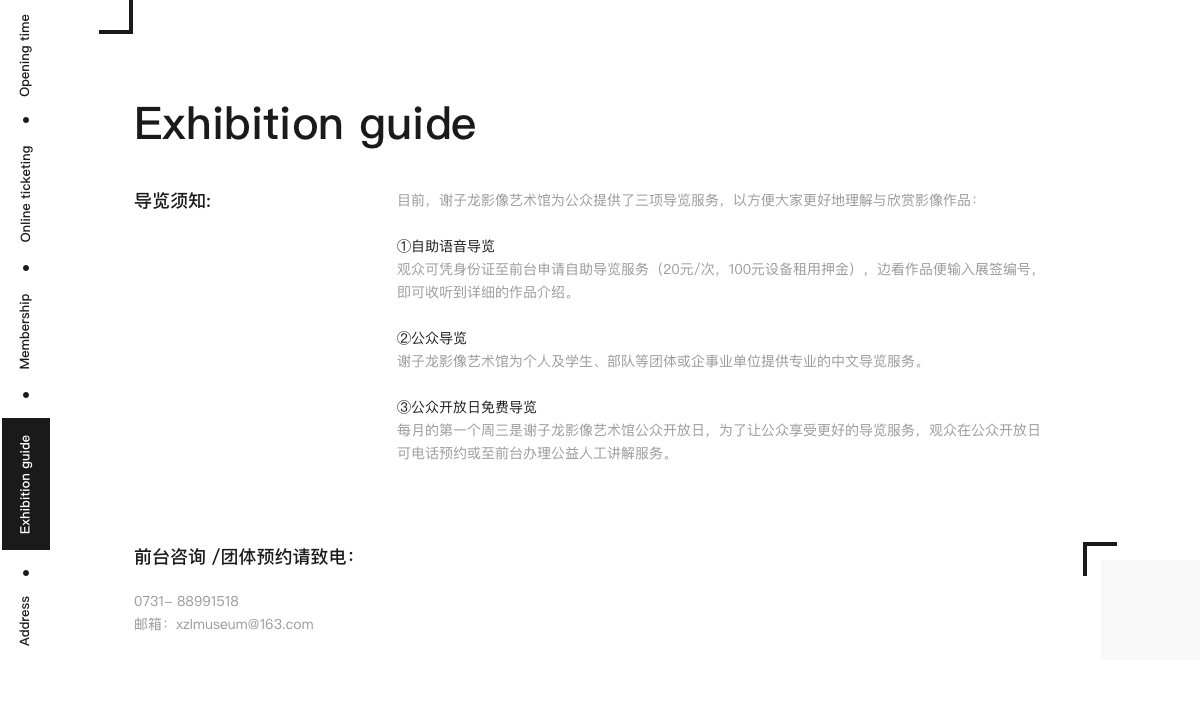 Opening time
Online ticketing
Membership
Exhibition guide
Address
Exhibition guide
导览须知:
目前，谢子龙影像艺术馆为公众提供了三项导览服务，以方便大家更好地理解与欣赏影像作品：
①自助语音导览
观众可凭身份证至前台申请自助导览服务（20元/次，100元设备租用押金），边看作品便输入展签编号，
即可收听到详细的作品介绍。
②公众导览
谢子龙影像艺术馆为个人及学生、部队等团体或企事业单位提供专业的中文导览服务。
③公众开放日免费导览
每月的第一个周三是谢子龙影像艺术馆公众开放日，为了让公众享受更好的导览服务，观众在公众开放日
可电话预约或至前台办理公益人工讲解服务。
前台咨询 /团体预约请致电：
0731– 88991518
邮箱：xzlmuseum@163.com